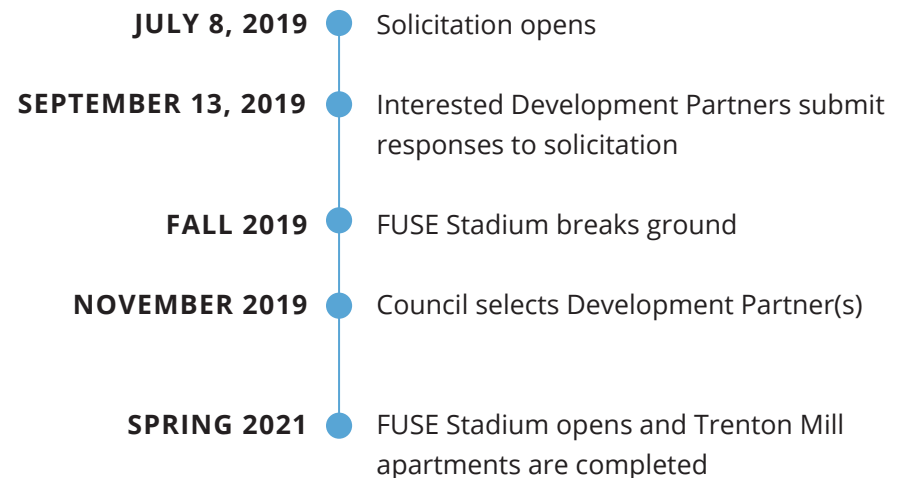 JULY 8, 2019 Solicitation opens
SEPTEMBER 13, 2019 Interested Development Partners submit
responses to solicitation
FALL 2019 FUSE Stadium breaks ground
NOVEMBER 2019 Council selects Development Partner(s)
SPRING 2021 FUSE Stadium opens and Trenton Mill
apartments are completed